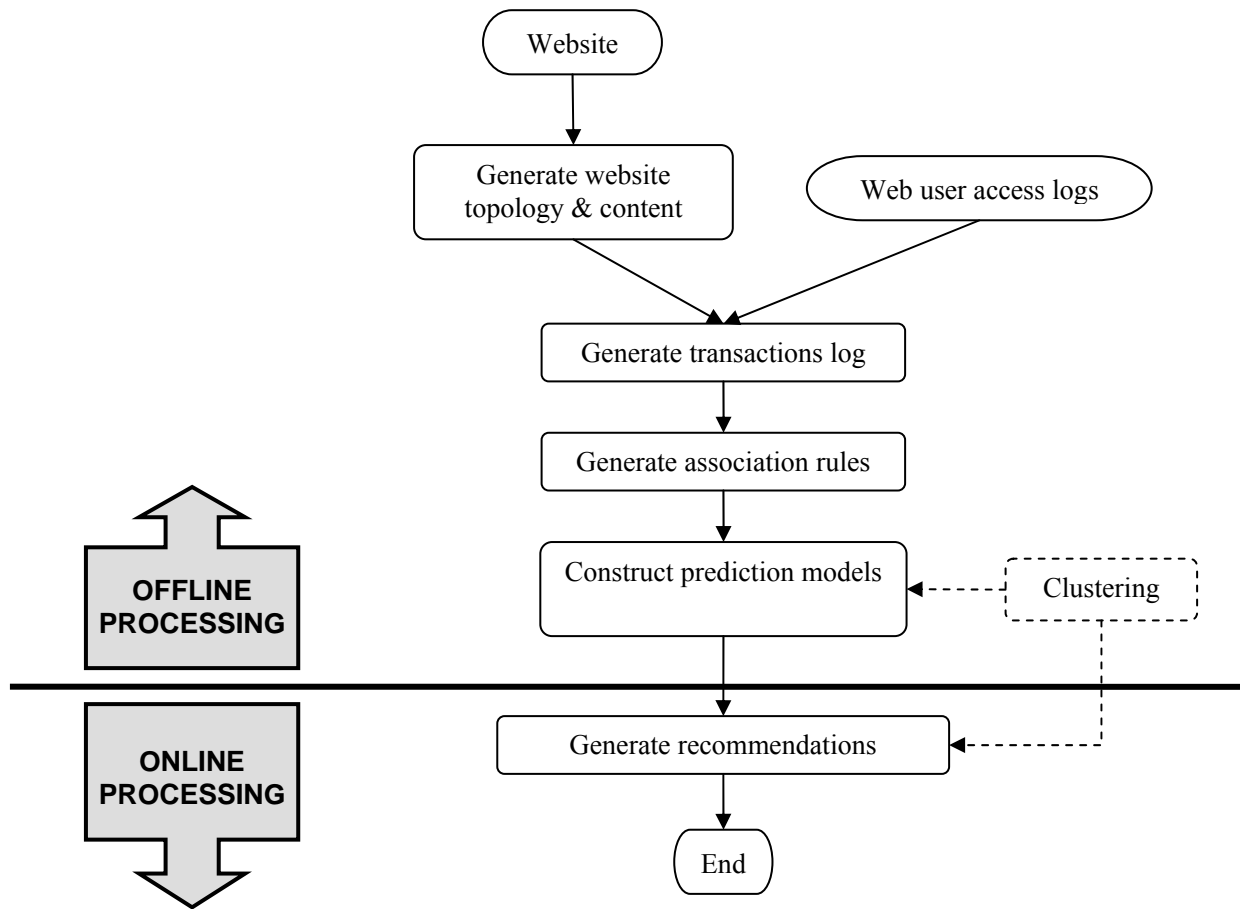 Website
Generate website
topology & content
Web user access logs
Generate transactions log
Generate association rules
Construct prediction models
Clustering
OFFLINE
PROCESSING
Generate recommendations
ONLINE
PROCESSING
End